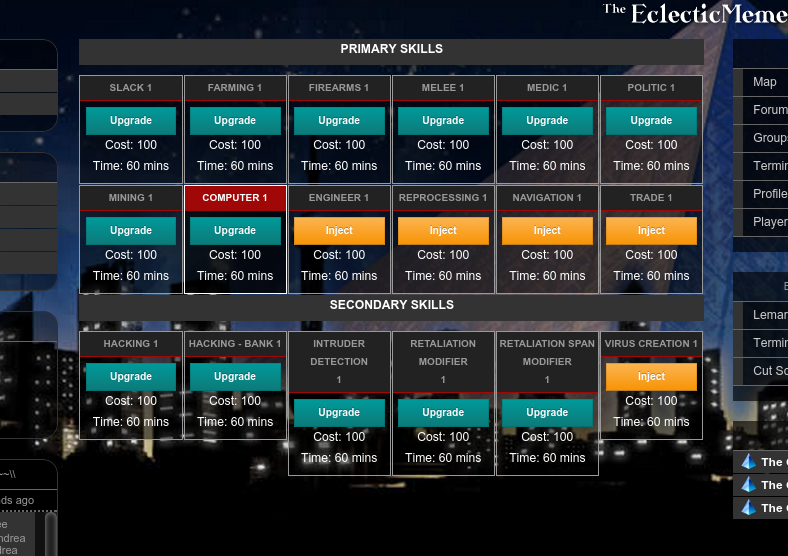 The EclecticMeme
PRIMARY SKILLS
SLACK 1 FARMING 1 FIREARMS 1 MELEE 1 MEDIC 1 POLITIC 1
Upgrade Upgrade Upgrade Upgrade Upgrade Upgrade
Cost: 100 Cost: 100 Cost: 100 Cost: 100 Cost: 100 Cost: 100
Time: 60 mins Time: 60 mins Time: 60 mins Time: 60 mins Time: 60 mins Time: 60 mins
MINING 1 COMPUTER 1 ENGINEER 1 REPROCESSING 1 NAVIGATION 1 TRADE 1
Upgrade Upgrade Inject Inject Inject Inject
Cost: 100 Cost: 100 Cost: 100 Cost: 100 Cost: 100 Cost: 100
Time: 60 mins Time: 60 mins Time: 60 mins Time: 60 mins Time: 60 mins Time: 60 mins
SECONDARY SKILLS
HACKING 1 HACKING - BANK 1 INTRUDER RETALIATION RETALIATION SPAN VIRUS CREATION 1
DETECTION MODIFIER MODIFIER
1 1 1
Upgrade Upgrade Inject
Cost: 100 Cost: 100 Cost: 100
Upgrade Upgrade Upgrade
Time: 60 mins Time: 60 mins Time: 60 mins
Cost: 100 Cost: 100 Cost: 100
Time: 60 mins Time: 60 mins Time: 60 mins
Map
Forum
Group
Termin
Profile
Player
Leman
Termin
Cut Sc
The
The
The
~~\\
ds ago
ee
ndrea
drea